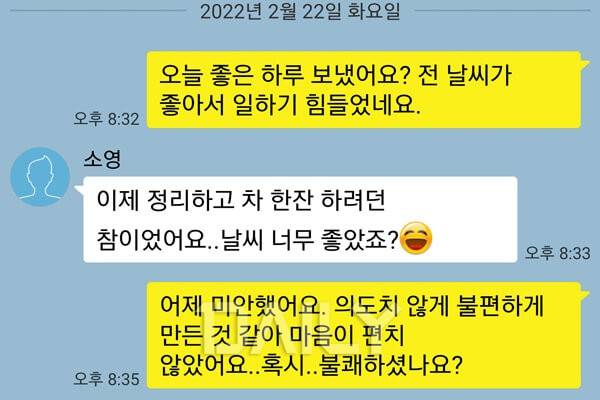 2022년 2월 22일 화요일
오늘 좋은 하루 보냈어요? 전 날씨가
좋아서 일하기 힘들었네요.
오후 8:32
소영
이제 정리하고 차 한잔 하려던
참이었어요..날씨 너무 좋았죠?😄
오후 8:33
어제 미안했어요. 의도치 않게 불편하게
만든 것 같아 마음이 편치
않았어요..혹시..불쾌하셨나요?
오후 8:35
DAILY